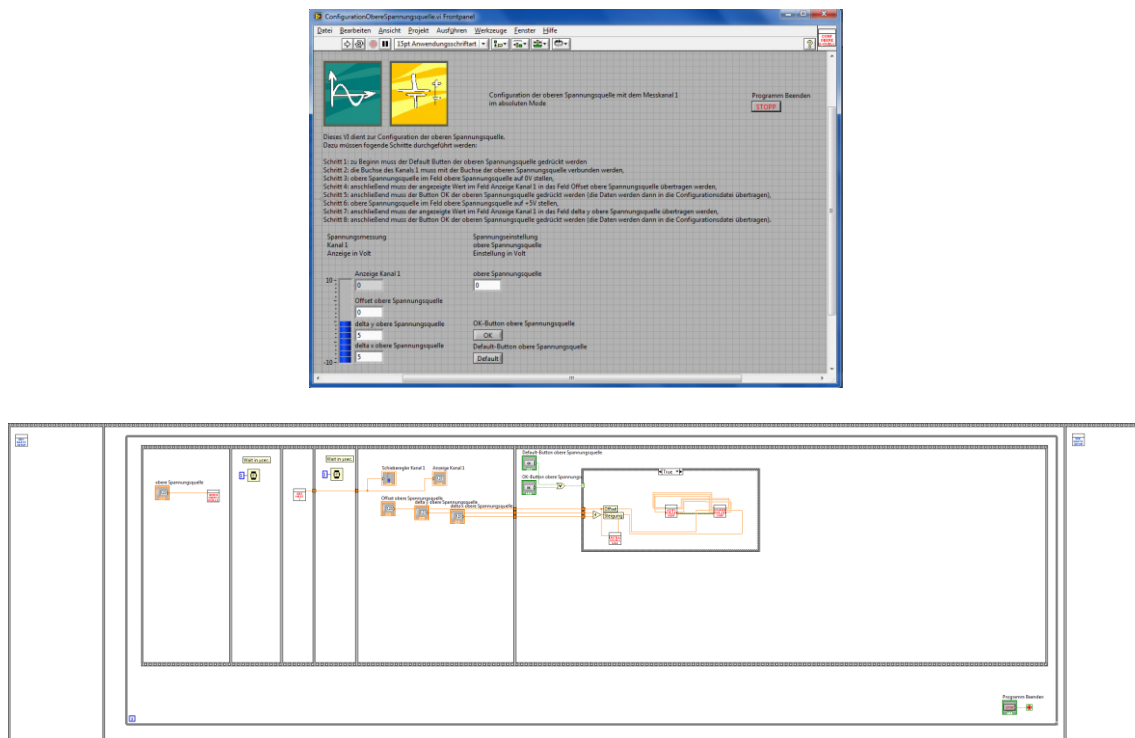 ConfigurationObereSpannungsquelle.vi Frontpanel
Datei Bearbeiten Ansicht Projekt Ausführen Werkzeuge Fenster Hilfe
15pt Anwendungsschriftart
Configuration der oberen Spannungsquelle mit dem Messkanal 1
im absoluten Mode
Programm Beenden
STOPP
Dieses VI dient zur Configuration der oberen Spannungsquelle.
Dazu müssen fogende Schritte durchgeführt werden:
Schritt 1: zu Beginn muss der Default Button der oberen Spannungsquelle gedrückt werden
Schritt 2: die Buchse des Kanals 1 muss mit der Buchse der oberen Spannungsquelle verbunden werden,
Schritt 3: obere Spannungsquelle im Feld obere Spannungsquelle auf 0V stellen,
Schritt 4: anschließend muss der angezeigte Wert im Feld Anzeige Kanal 1 in das Feld Offset obere Spannungsquelle übertragen werden,
Schritt 5: anschließend muss der Button OK der oberen Spannungsquelle gedrückt werden (die Daten werden dann in die Configurationsdatei übertragen),
Schritt 6: obere Spannungsquelle im Feld obere Spannungsquelle auf +5V stellen,
Schritt 7: anschließend muss der angezeigte Wert im Feld Anzeige Kanal 1 in das Feld delta y obere Spannungsquelle übertragen warden,
Schritt 8: anschließend muss der Button OK der oberen Spannungsquelle gedrückt werden (die Daten werden dann in die Configurationsdatei übertragen).
Spannungsmessung
Kanal 1
Anzeige in Volt
Spannungseinstellung
obere Spannungsquelle
Einstellung in Volt
10
-10
Anzeige Kanal 1
0
obere Spannungsquelle
0
Offset obere Spannungsquelle
0
delta y obere Spannungsquelle
5
OK-Button obere Spannungsquelle
OK
delta x obere Spannungsquelle
5
Default-Button obere Spannungsquelle
Default
obere Spannungsquelle
Wait in usec.
Wait in usec.
Schieberegler Kanal 1
Anzeige Kanal 1
Offset obere Spannungsquelle
delta y obere Spannungsquelle
delta x obere Spannungsquelle
Default-Button obere Spannungsquelle
OK-Button obere Spannungs
True
Offset
Steigung
Programm Beenden